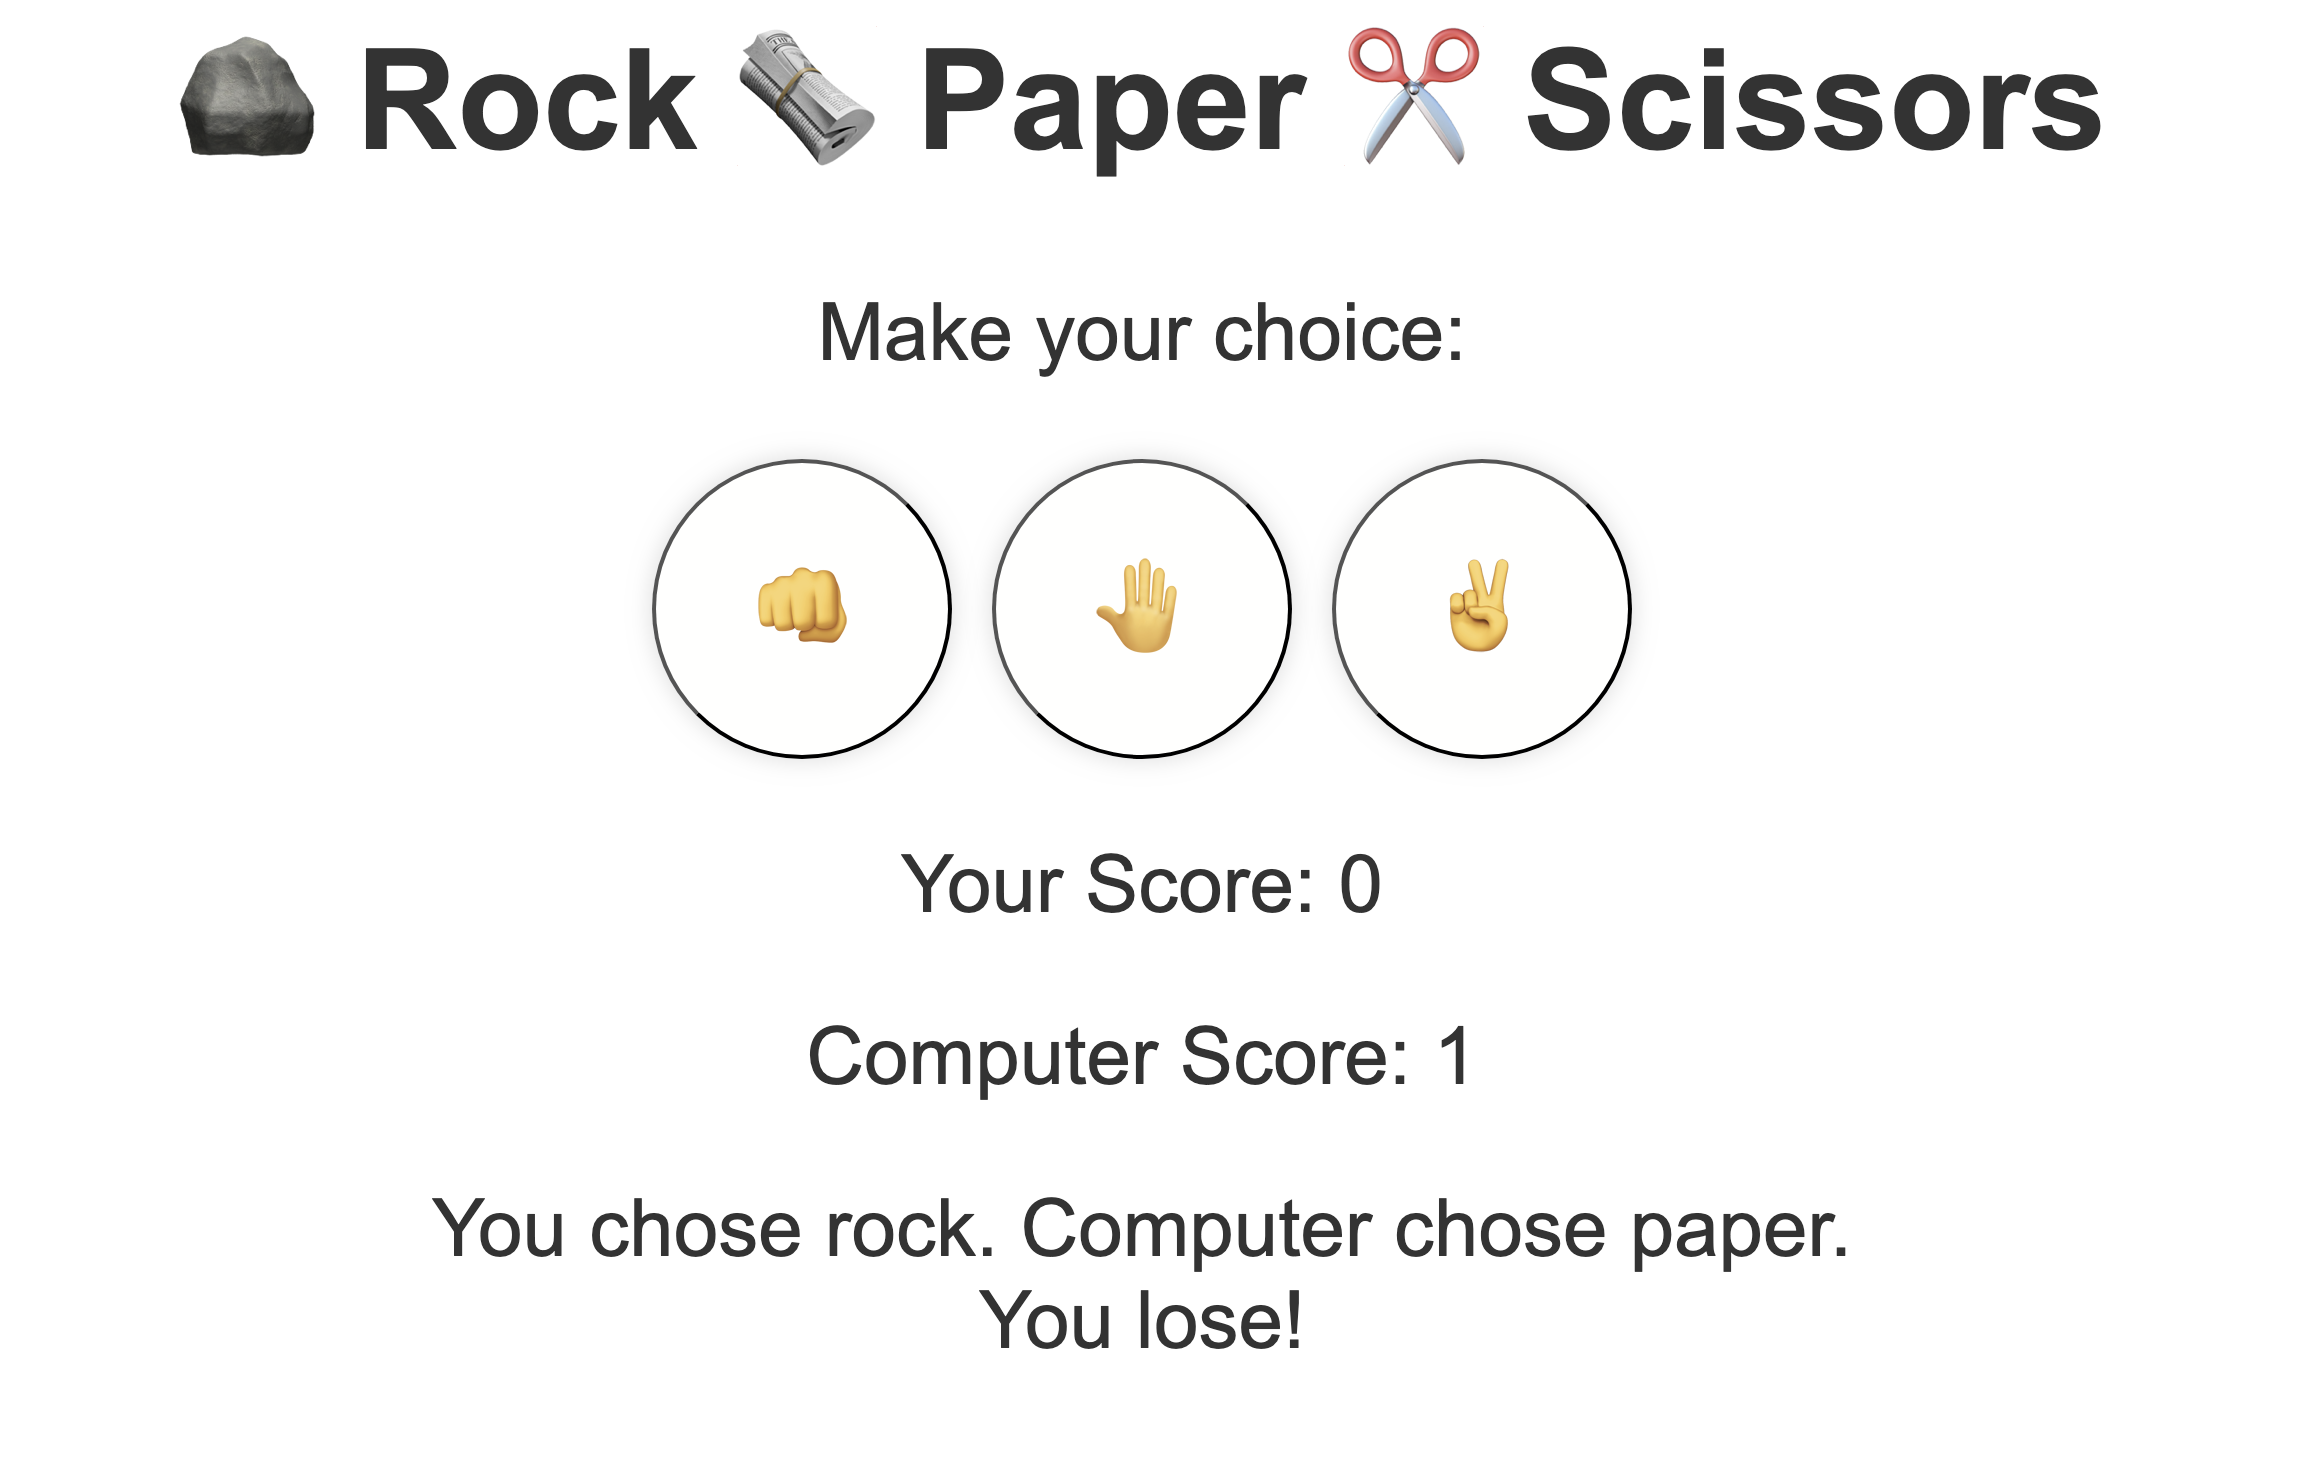 Rock Paper Scissors
Make your choice:
Your Score: 0
Computer Score: 1
You chose rock. Computer chose paper.
You lose!